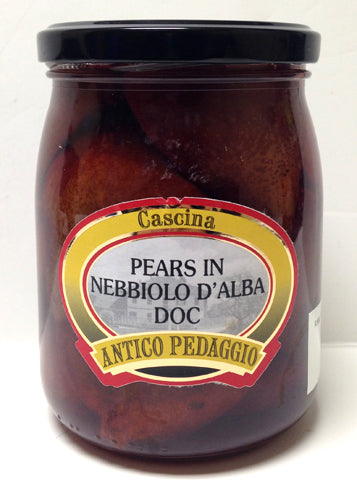 Cascina
PEARS IN
NEBBIOLO D'ALBA
DOC
ANTICO PEDAGGIO